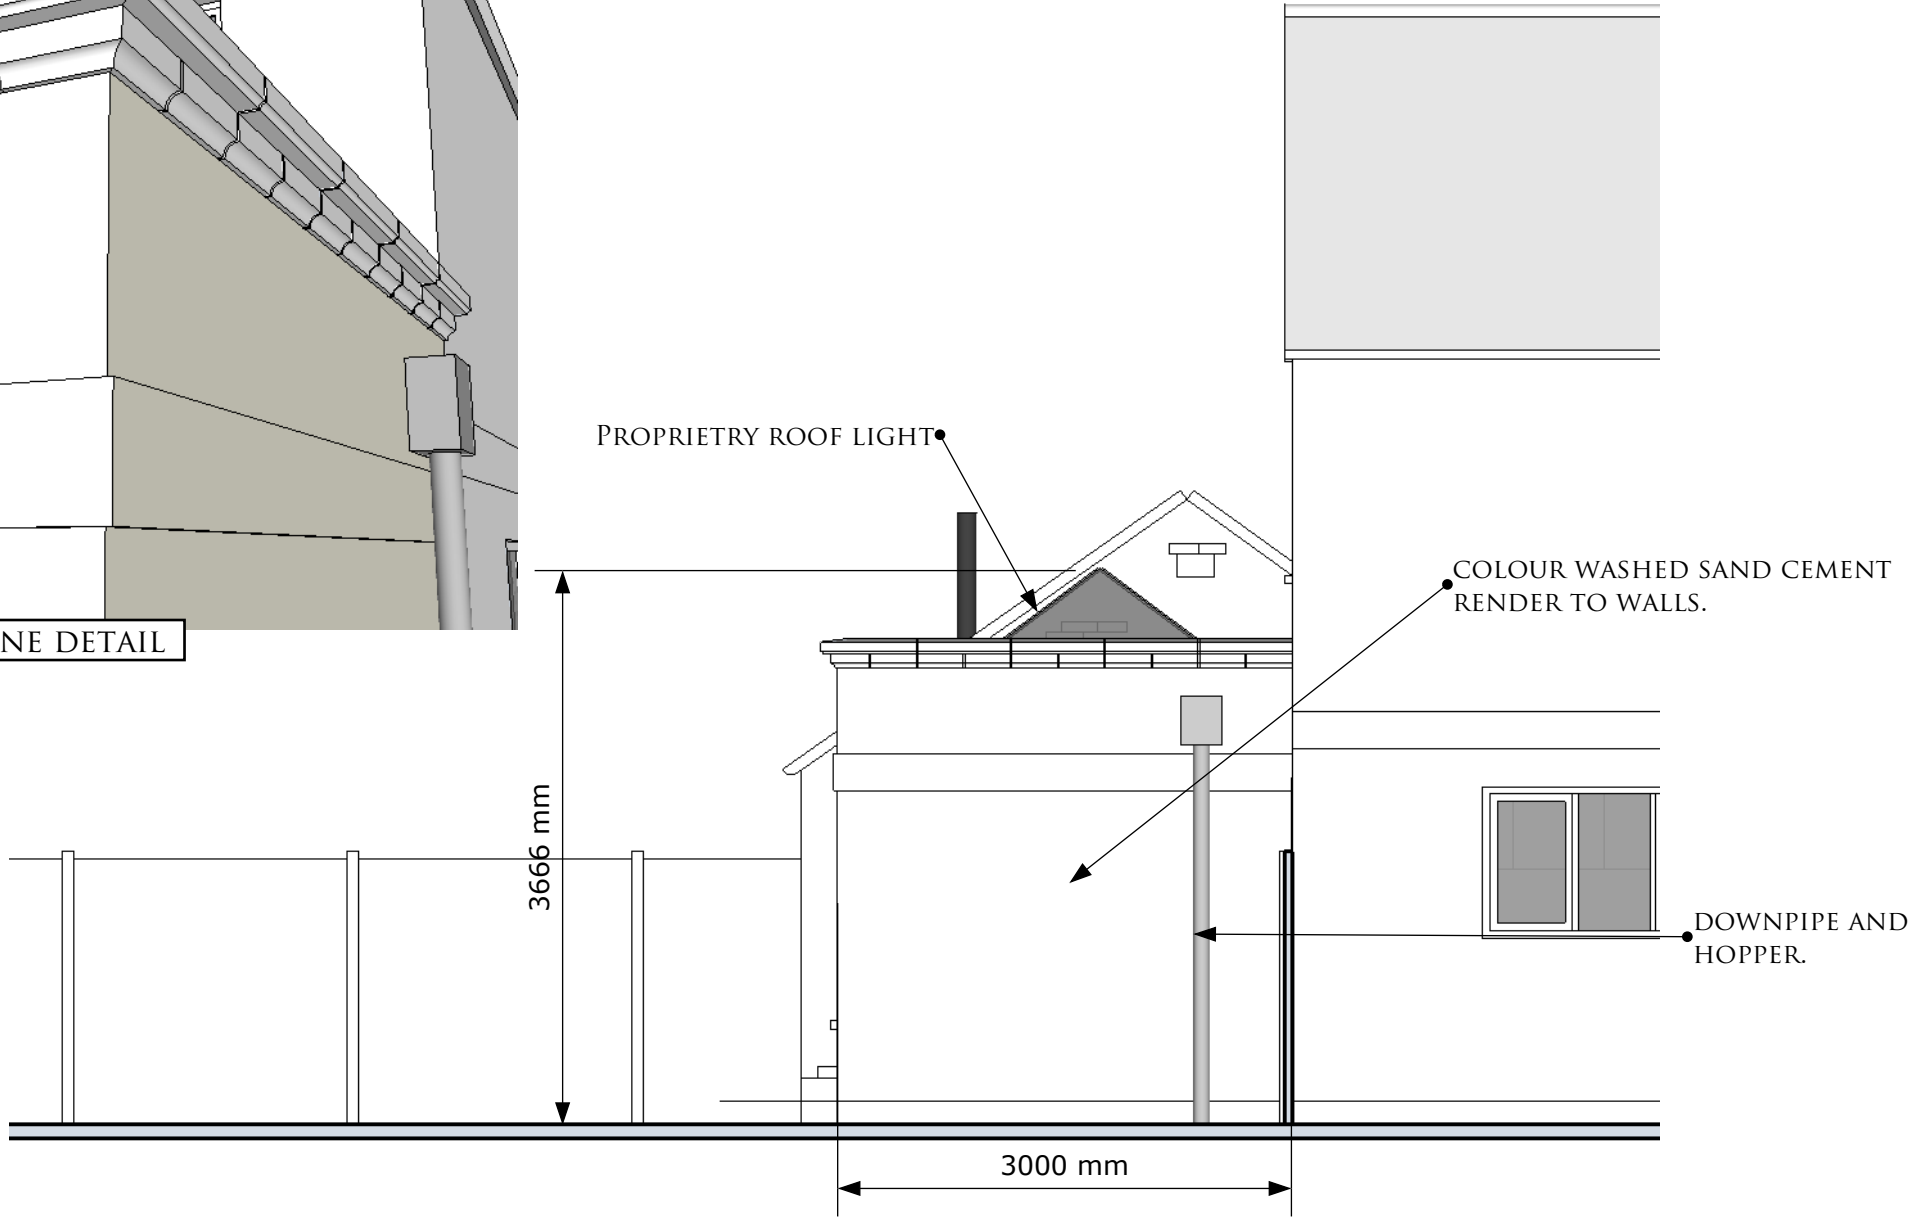 PROPRIETRY ROOF LIGHT
COLOUR WASHED SAND CEMENT
RENDER TO WALLS.
NE DETAIL
3666 mm
DOWNPIPE AND
HOPPER.
3000 mm